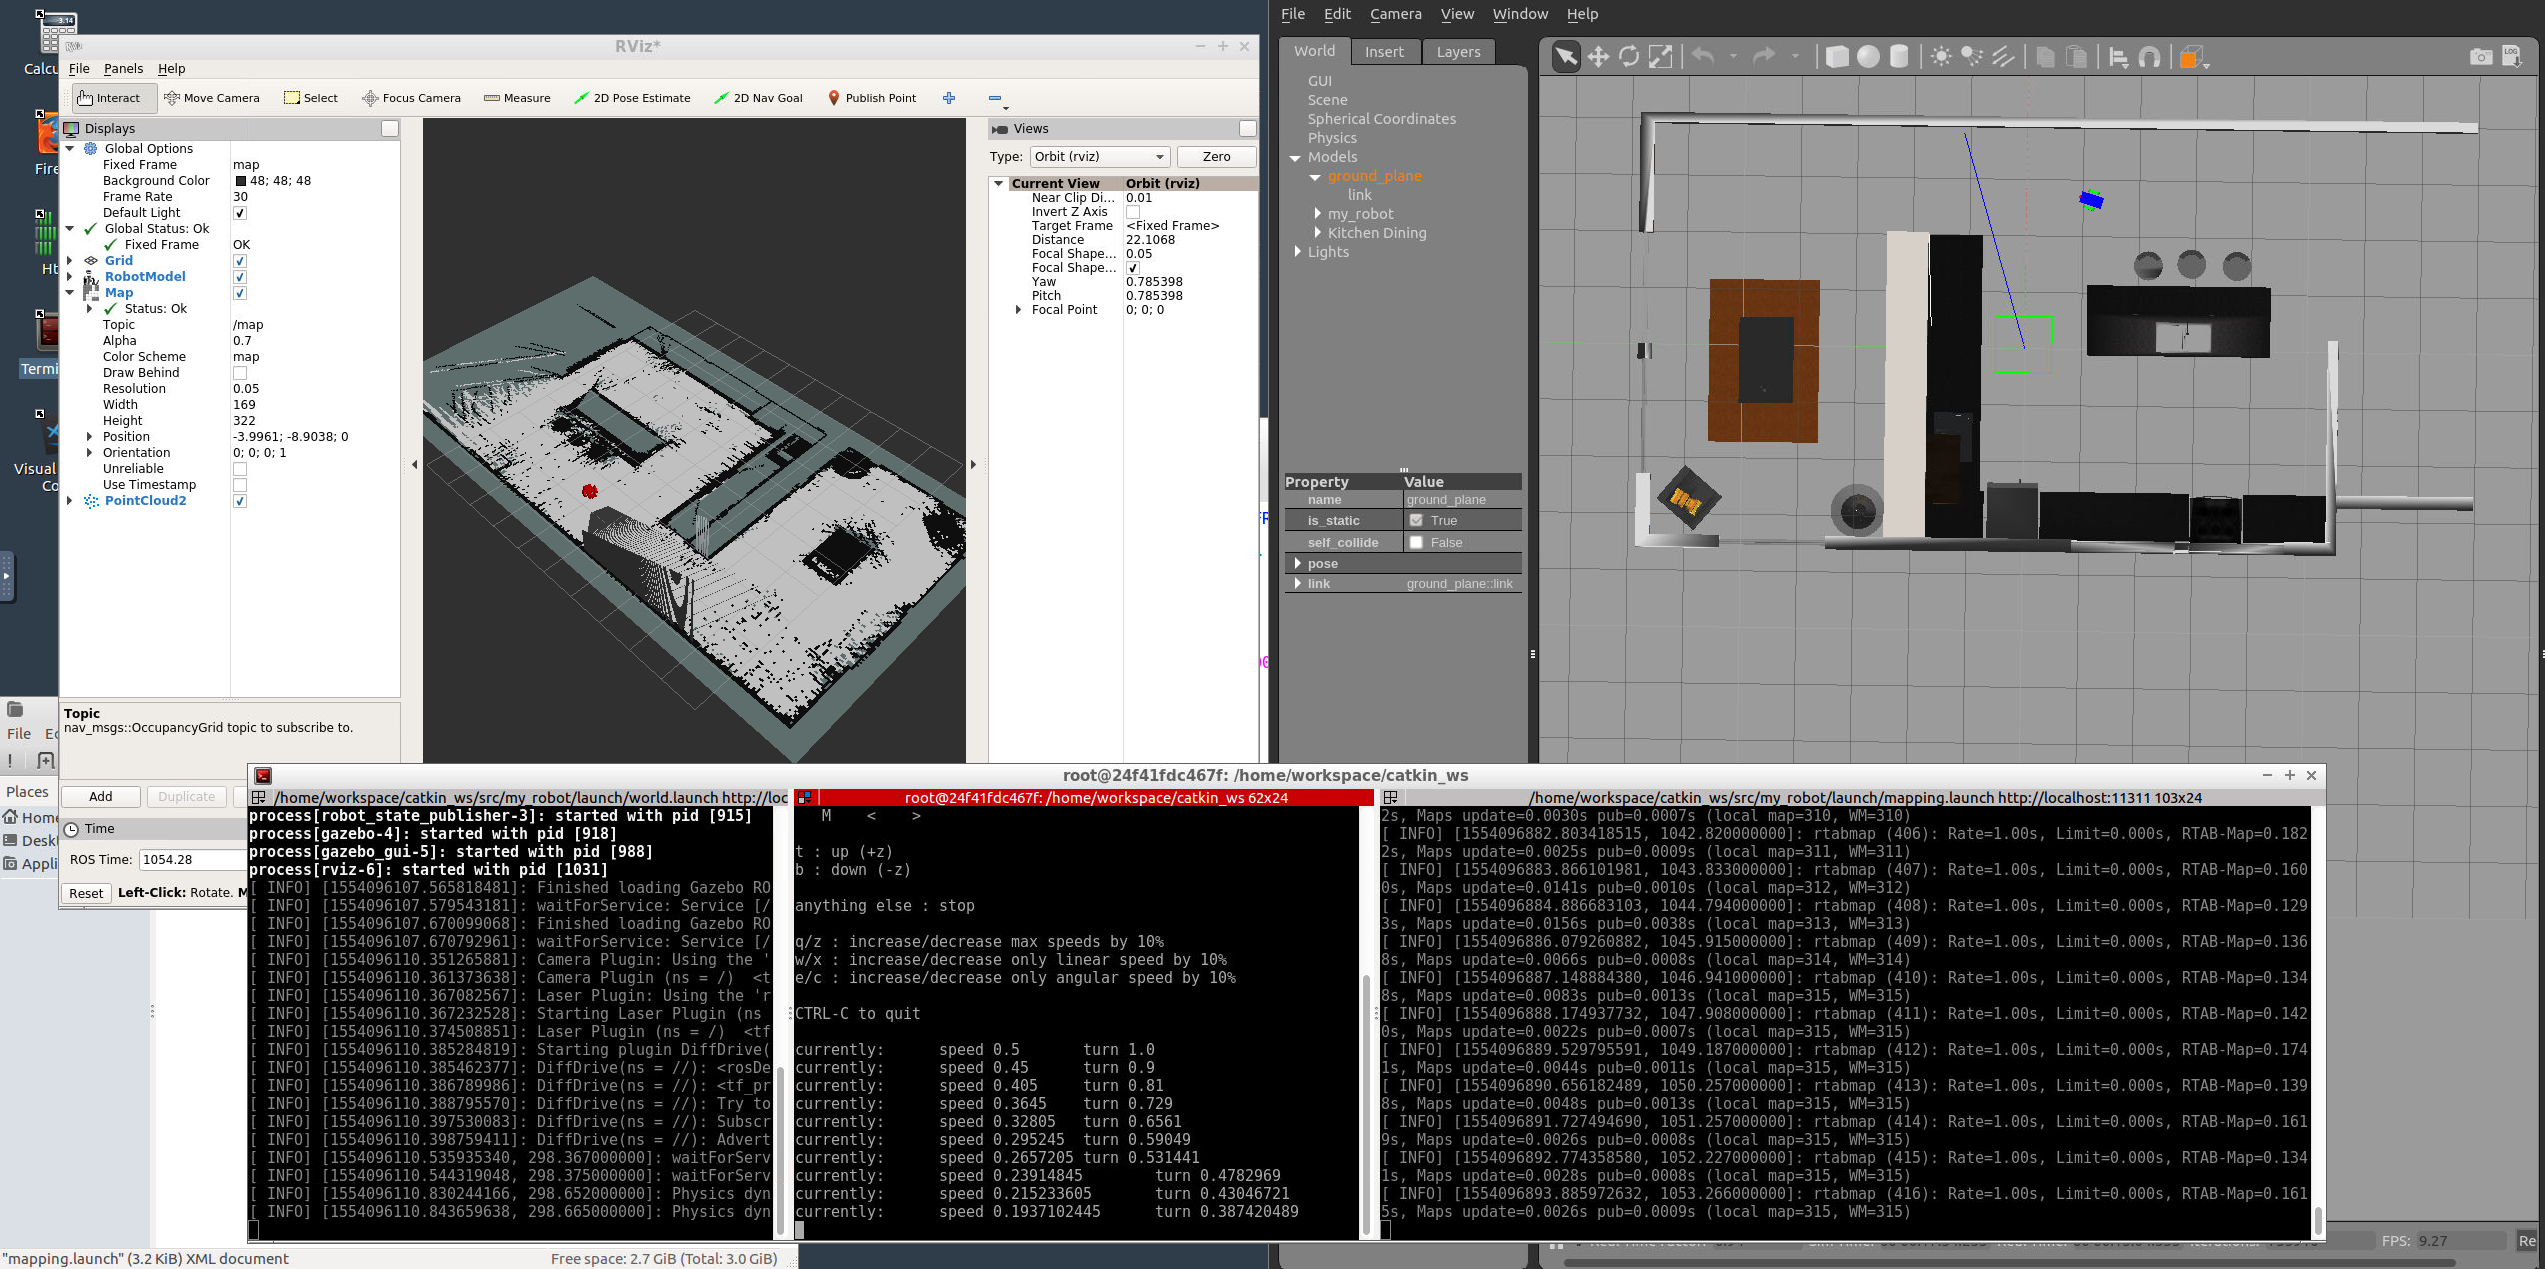 3.14
Calcu
Fire
Ht
Termi
Visual
Co
RViz*
File Panels Help
Interact Move Camera Select Focus Camera Measure 2D Pose Estimate 2D Nav Goal Publish Point
Displays
Global Options
Fixed Frame map
Background Color 48; 48; 48
Frame Rate 30
Default Light
Global Status: Ok
Fixed Frame OK
Grid
RobotModel
Map
Status: Ok
Topic /map
Alpha 0.7
Color Scheme map
Draw Behind
Resolution 0.05
Width 169
Height 322
Position -3.9961; -8.9038; 0
Orientation 0; 0; 0; 1
Unreliable
Use Timestamp
PointCloud2
Topic
nav_msgs::OccupancyGrid topic to subscribe to.
Add Duplicate
Time
ROS Time: 1054.28
Reset Left-Click: Rotate. M
Views
Type: Orbit (rviz) Zero
Current View Orbit (rviz)
Near Clip Di... 0.01
Invert Z Axis
Target Frame <Fixed Frame>
Distance 22.1068
Focal Shape... 0.05
Focal Shape...
Yaw 0.785398
Pitch 0.785398
Focal Point 0; 0; 0
File Edit Camera View Window Help
World Insert Layers
GUI
Scene
Spherical Coordinates
Physics
Models
ground_plane
link
my_robot
Kitchen Dining
Lights
Property Value
name ground_plane
is_static True
self_collide False
pose
link ground_plane::link
LOG
File
Places
Home
Desk
Appli
"mapping.launch" (3.2 KiB) XML document Free space: 2.7 GiB (Total: 3.0 GiB)
root@24f41fdc467f: /home/workspace/catkin_ws
/home/workspace/catkin_ws/src/my_robot/launch/world.launch http://loc
process[robot_state_publisher-3]: started with pid [915]
process[gazebo-4]: started with pid [918]
process[gazebo_gui-5]: started with pid [988]
process[rviz-6]: started with pid [1031]
[ INFO] [1554096107.565818481]: Finished loading Gazebo RO
[ INFO] [1554096107.579543181]: waitForService: Service [/
[ INFO] [1554096107.670099068]: Finished loading Gazebo RO
[ INFO] [1554096107.670792961]: waitForService: Service [/
[ INFO] [1554096110.351265881]: Camera Plugin: Using the '
[ INFO] [1554096110.361373638]: Camera Plugin (ns = /) <t
[ INFO] [1554096110.367082567]: Laser Plugin: Using the 'r
[ INFO] [1554096110.367232528]: Starting Laser Plugin (ns
[ INFO] [1554096110.374508851]: Laser Plugin (ns = /) <tf
[ INFO] [1554096110.385284819]: Starting plugin DiffDrive(
[ INFO] [1554096110.385462377]: DiffDrive(ns = //): <rosDe
[ INFO] [1554096110.386789986]: DiffDrive(ns = //): <tf_pr
[ INFO] [1554096110.388795570]: DiffDrive(ns = //): Try to
[ INFO] [1554096110.397530083]: DiffDrive(ns = //): Subscr
[ INFO] [1554096110.398759411]: DiffDrive(ns = //): Advert
[ INFO] [1554096110.535935340, 298.367000000]: waitForServ
[ INFO] [1554096110.544319048, 298.375000000]: waitForServ
[ INFO] [1554096110.830244166, 298.652000000]: Physics dyn
[ INFO] [1554096110.843659638, 298.665000000]: Physics dyn
root@24f41fdc467f: /home/workspace/catkin_ws 62x24
M < >
t : up (+z)
b : down (-z)
anything else : stop
q/z : increase/decrease max speeds by 10%
w/x : increase/decrease only linear speed by 10%
e/c : increase/decrease only angular speed by 10%
CTRL-C to quit
currently: speed 0.5 turn 1.0
currently: speed 0.45 turn 0.9
currently: speed 0.405 turn 0.81
currently: speed 0.3645 turn 0.729
currently: speed 0.32805 turn 0.6561
currently: speed 0.295245 turn 0.59049
currently: speed 0.2657205 turn 0.531441
currently: speed 0.23914845 turn 0.4782969
currently: speed 0.215233605 turn 0.43046721
currently: speed 0.1937102445 turn 0.387420489
/home/workspace/catkin_ws/src/my_robot/launch/mapping.launch http://localhost:11311 103x24
2s, Maps update=0.0030s pub=0.0007s (local map=310, WM=310)
[ INFO] [1554096882.803418515, 1042.820000000]: rtabmap (406): Rate=1.00s, Limit=0.000s, RTAB-Map=0.182
2s, Maps update=0.0025s pub=0.0009s (local map=311, WM=311)
[ INFO] [1554096883.866101981, 1043.833000000]: rtabmap (407): Rate=1.00s, Limit=0.000s, RTAB-Map=0.160
0s, Maps update=0.0141s pub=0.0010s (local map=312, WM=312)
[ INFO] [1554096884.886683103, 1044.794000000]: rtabmap (408): Rate=1.00s, Limit=0.000s, RTAB-Map=0.129
3s, Maps update=0.0156s pub=0.0038s (local map=313, WM=313)
[ INFO] [1554096886.079260882, 1045.915000000]: rtabmap (409): Rate=1.00s, Limit=0.000s, RTAB-Map=0.136
8s, Maps update=0.0066s pub=0.0008s (local map=314, WM=314)
[ INFO] [1554096887.148884380, 1046.941000000]: rtabmap (410): Rate=1.00s, Limit=0.000s, RTAB-Map=0.134
8s, Maps update=0.0083s pub=0.0013s (local map=315, WM=315)
[ INFO] [1554096888.174937732, 1047.908000000]: rtabmap (411): Rate=1.00s, Limit=0.000s, RTAB-Map=0.142
0s, Maps update=0.0022s pub=0.0007s (local map=315, WM=315)
[ INFO] [1554096889.529795591, 1049.187000000]: rtabmap (412): Rate=1.00s, Limit=0.000s, RTAB-Map=0.174
1s, Maps update=0.0044s pub=0.0011s (local map=315, WM=315)
[ INFO] [1554096890.656182489, 1050.257000000]: rtabmap (413): Rate=1.00s, Limit=0.000s, RTAB-Map=0.139
8s, Maps update=0.0048s pub=0.0013s (local map=315, WM=315)
[ INFO] [1554096891.727494690, 1051.257000000]: rtabmap (414): Rate=1.00s, Limit=0.000s, RTAB-Map=0.161
9s, Maps update=0.0026s pub=0.0008s (local map=315, WM=315)
[ INFO] [1554096892.774358580, 1052.227000000]: rtabmap (415): Rate=1.00s, Limit=0.000s, RTAB-Map=0.134
1s, Maps update=0.0028s pub=0.0008s (local map=315, WM=315)
[ INFO] [1554096893.885972632, 1053.266000000]: rtabmap (416): Rate=1.00s, Limit=0.000s, RTAB-Map=0.161
5s, Maps update=0.0026s pub=0.0009s (local map=315, WM=315)
FPS: 9.27 Re